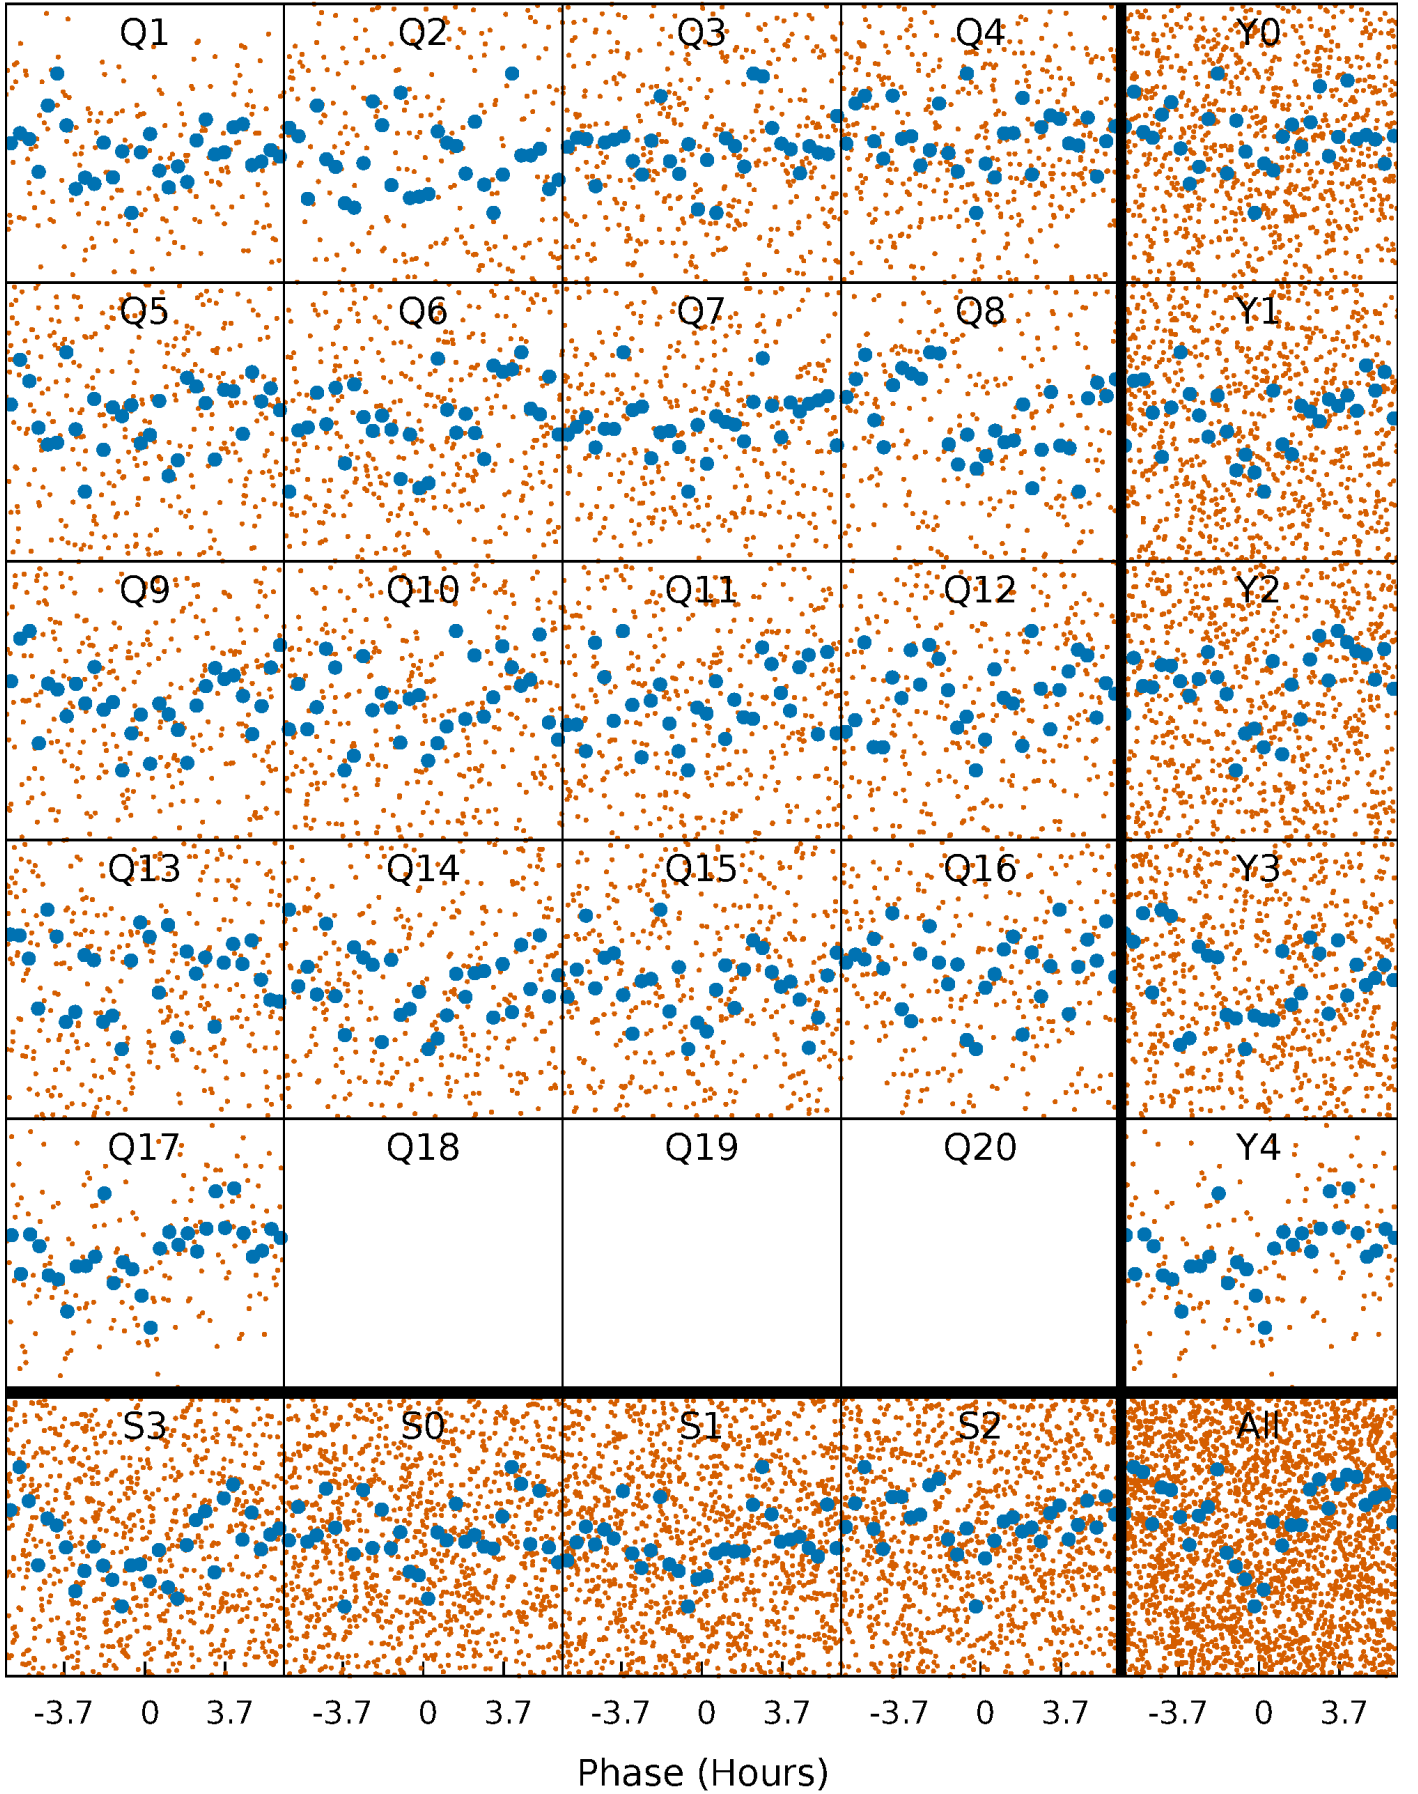 Q1 Q2 Q3 Q4 Y0
Q5 Q6 Q7 Q8 Y1
Q9 Q10 Q11 Q12 Y2
Q13 Q14 Q15 Q16 Y3
Q17 Q18 Q19 Q20 Y4
S3 S0 S1 S2 All
-3.7 0 3.7 -3.7 0 3.7 -3.7 0 3.7 -3.7 0 3.7 -3.7 0 3.7
Phase (Hours)